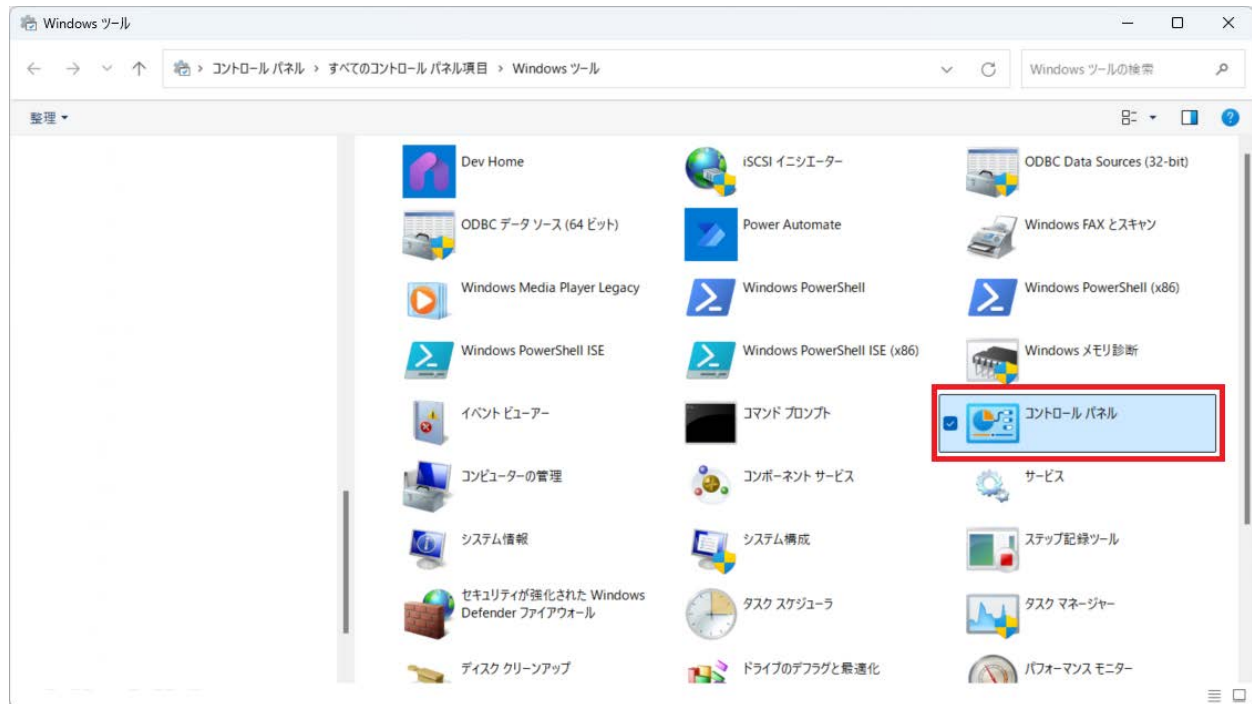 Windows ツール
コントロール パネル › すべてのコントロール パネル項目 › Windows ツール
Windows ツールの検索
整理
Dev Home
iSCSI イニシエーター
ODBC Data Sources (32-bit)
ODBC データ ソース (64 ビット)
Power Automate
Windows FAX とスキャン
Windows Media Player Legacy
Windows PowerShell
Windows PowerShell (x86)
Windows PowerShell ISE
Windows PowerShell ISE (x86)
Windows メモリ診断
イベント ビューアー
コマンド プロンプト
コントロール パネル
コンピューターの管理
コンポーネント サービス
サービス
システム情報
システム構成
ステップ記録ツール
セキュリティが強化された Windows
Defender ファイアウォール
タスク スケジューラ
タスク マネージャー
ディスク クリーンアップ
ドライブのデフラグと最適化
パフォーマンス モニター